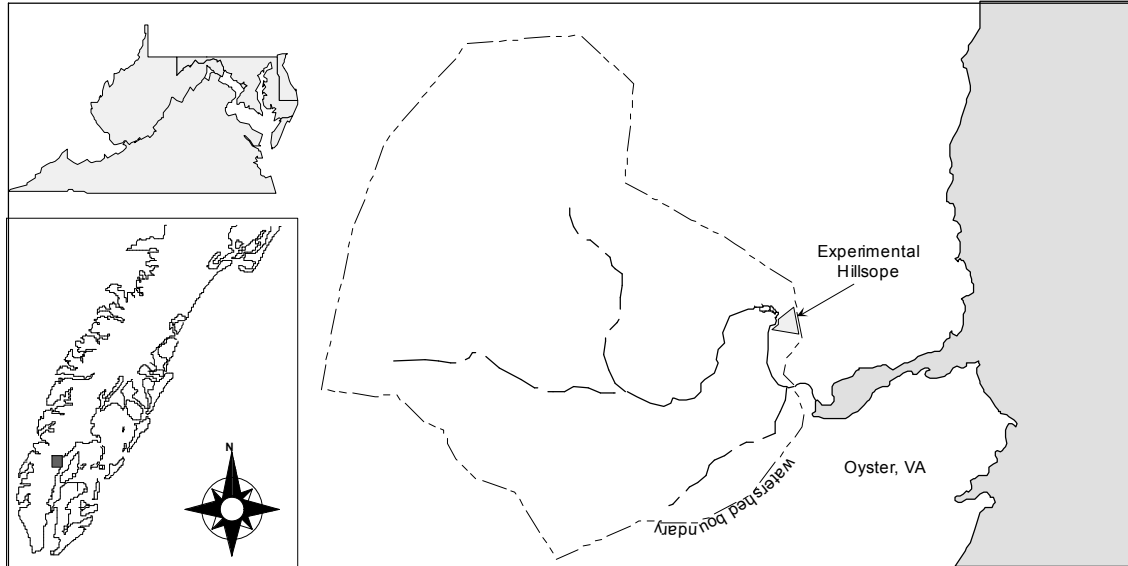 Experimental
Hillsope
N
Oyster, VA
watershed boundary